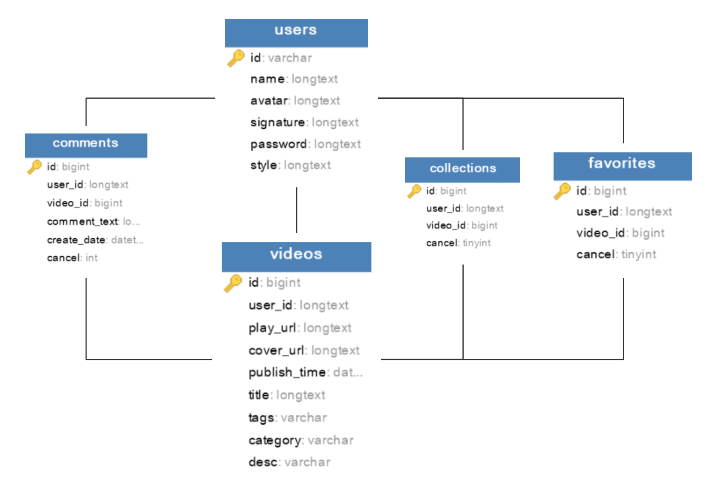 users
id: varchar
name: longtext
avatar: longtext
signature: longtext
password: longtext
style: longtext
comments
id: bigint
user_id: longtext
video_id: bigint
comment_text: lo...
create_date: datet...
cancel: int
collections
id: bigint
user_id: longtext
video_id: bigint
cancel: tinyint
favorites
id: bigint
user_id: longtext
video_id: bigint
cancel: tinyint
videos
id: bigint
user_id: longtext
play_url: longtext
cover_url: longtext
publish_time: dat...
title: longtext
tags: varchar
category: varchar
desc: varchar